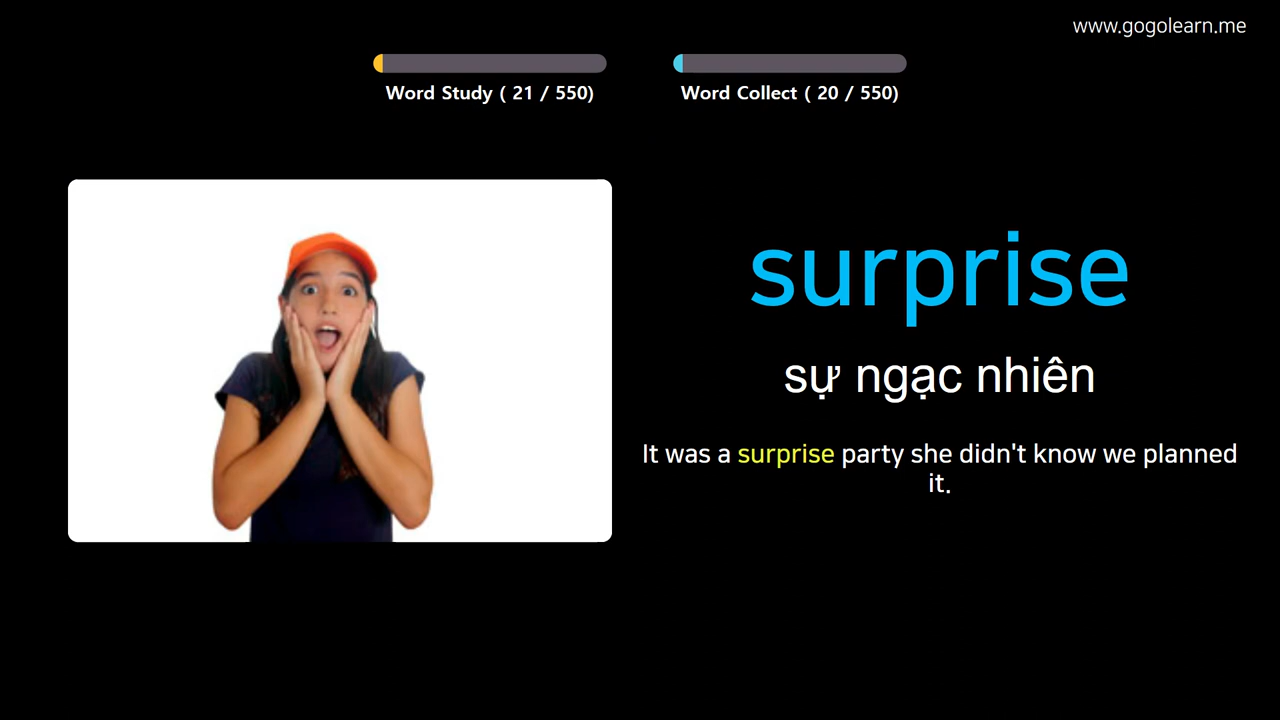 www.gogolearn.me
Word Study ( 21 / 550)
Word Collect ( 20 / 550)
surprise
sự ngạc nhiên
It was a surprise party she didn't know we planned
it.